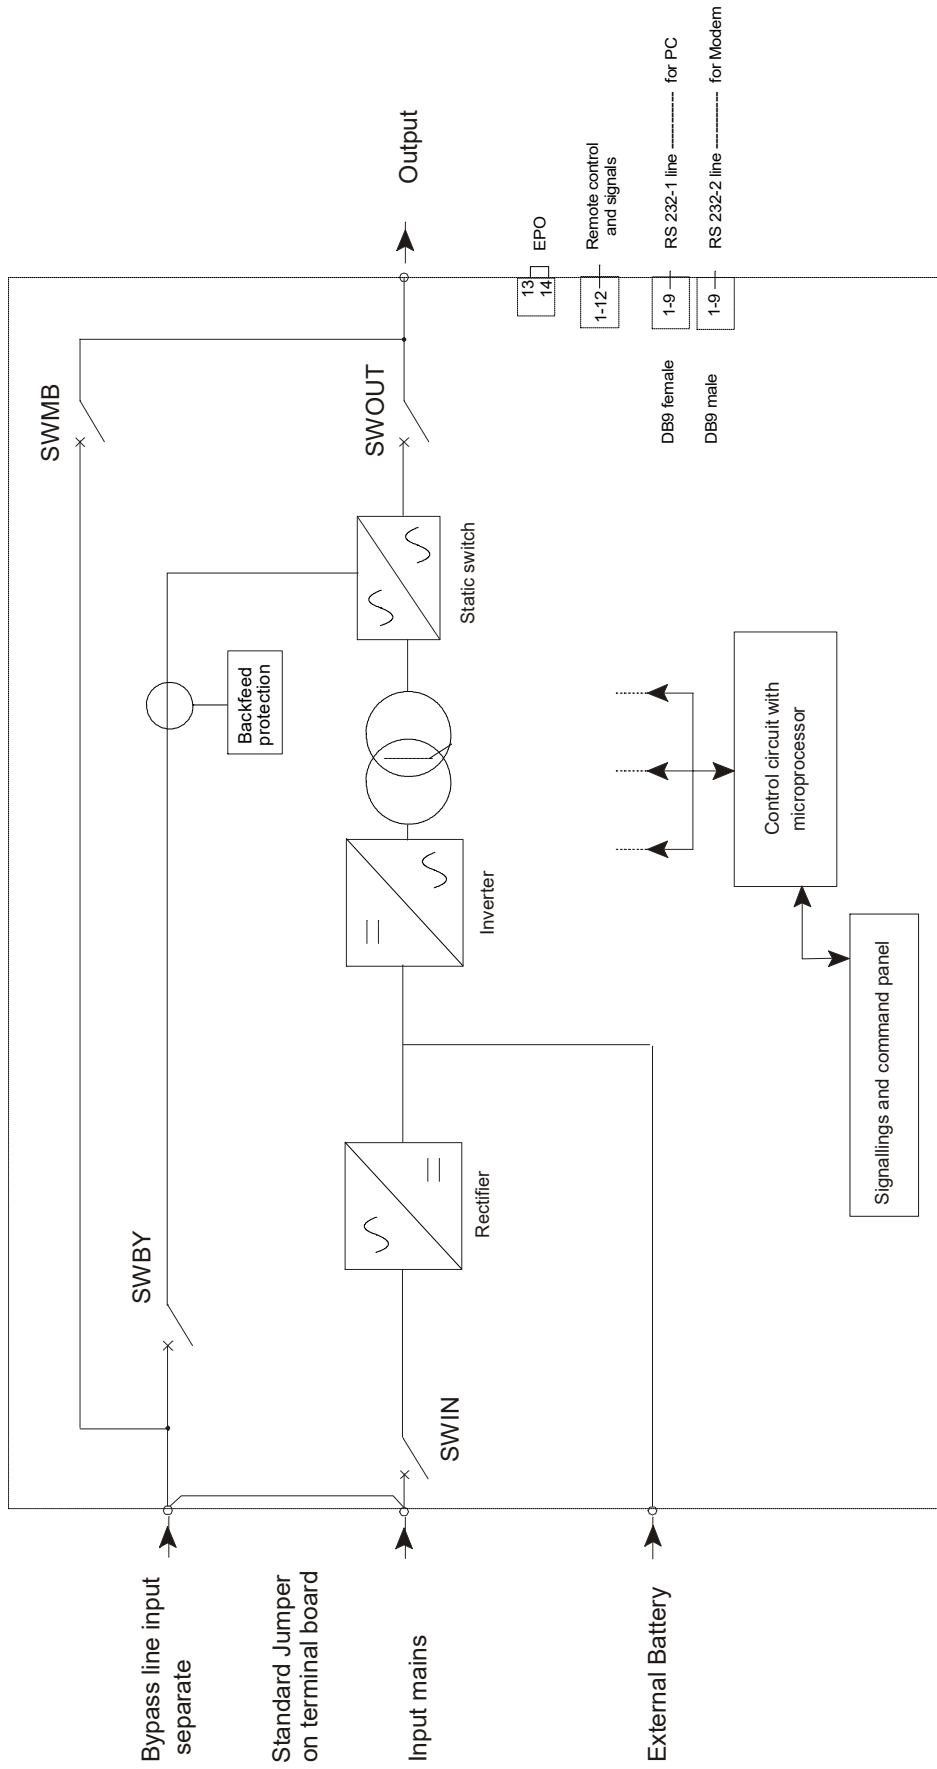 SWMB
Output
SWBY
Backfeed
protection
SWOUT
Bypass line input
separate
Standard Jumper
on terminal board
SWIN
Input mains
Rectifier
Inverter
Static switch
External Battery
13
14
EPO
1-12
Remote control
and signals
DB9 female
1-9
RS 232-1 line ----------- for PC
DB9 male
1-9
RS 232-2 line ----------- for Modem
Control circuit with
microprocessor
Signallings and command panel